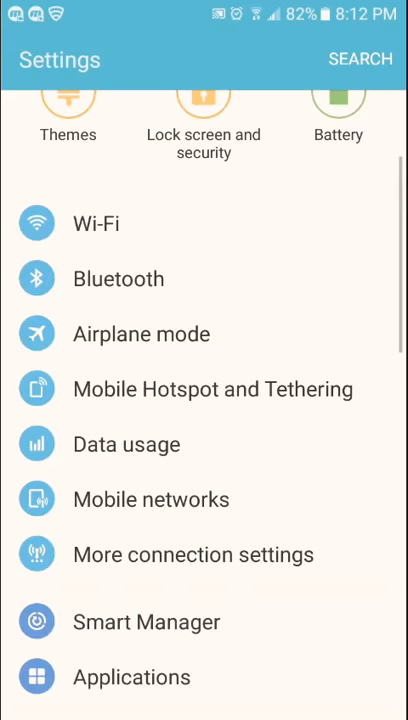 82% 8:12 PM
Settings
SEARCH
Themes
Lock screen and
security
Battery
Wi-Fi
Bluetooth
Airplane mode
Mobile Hotspot and Tethering
Data usage
Mobile networks
More connection settings
Smart Manager
Applications